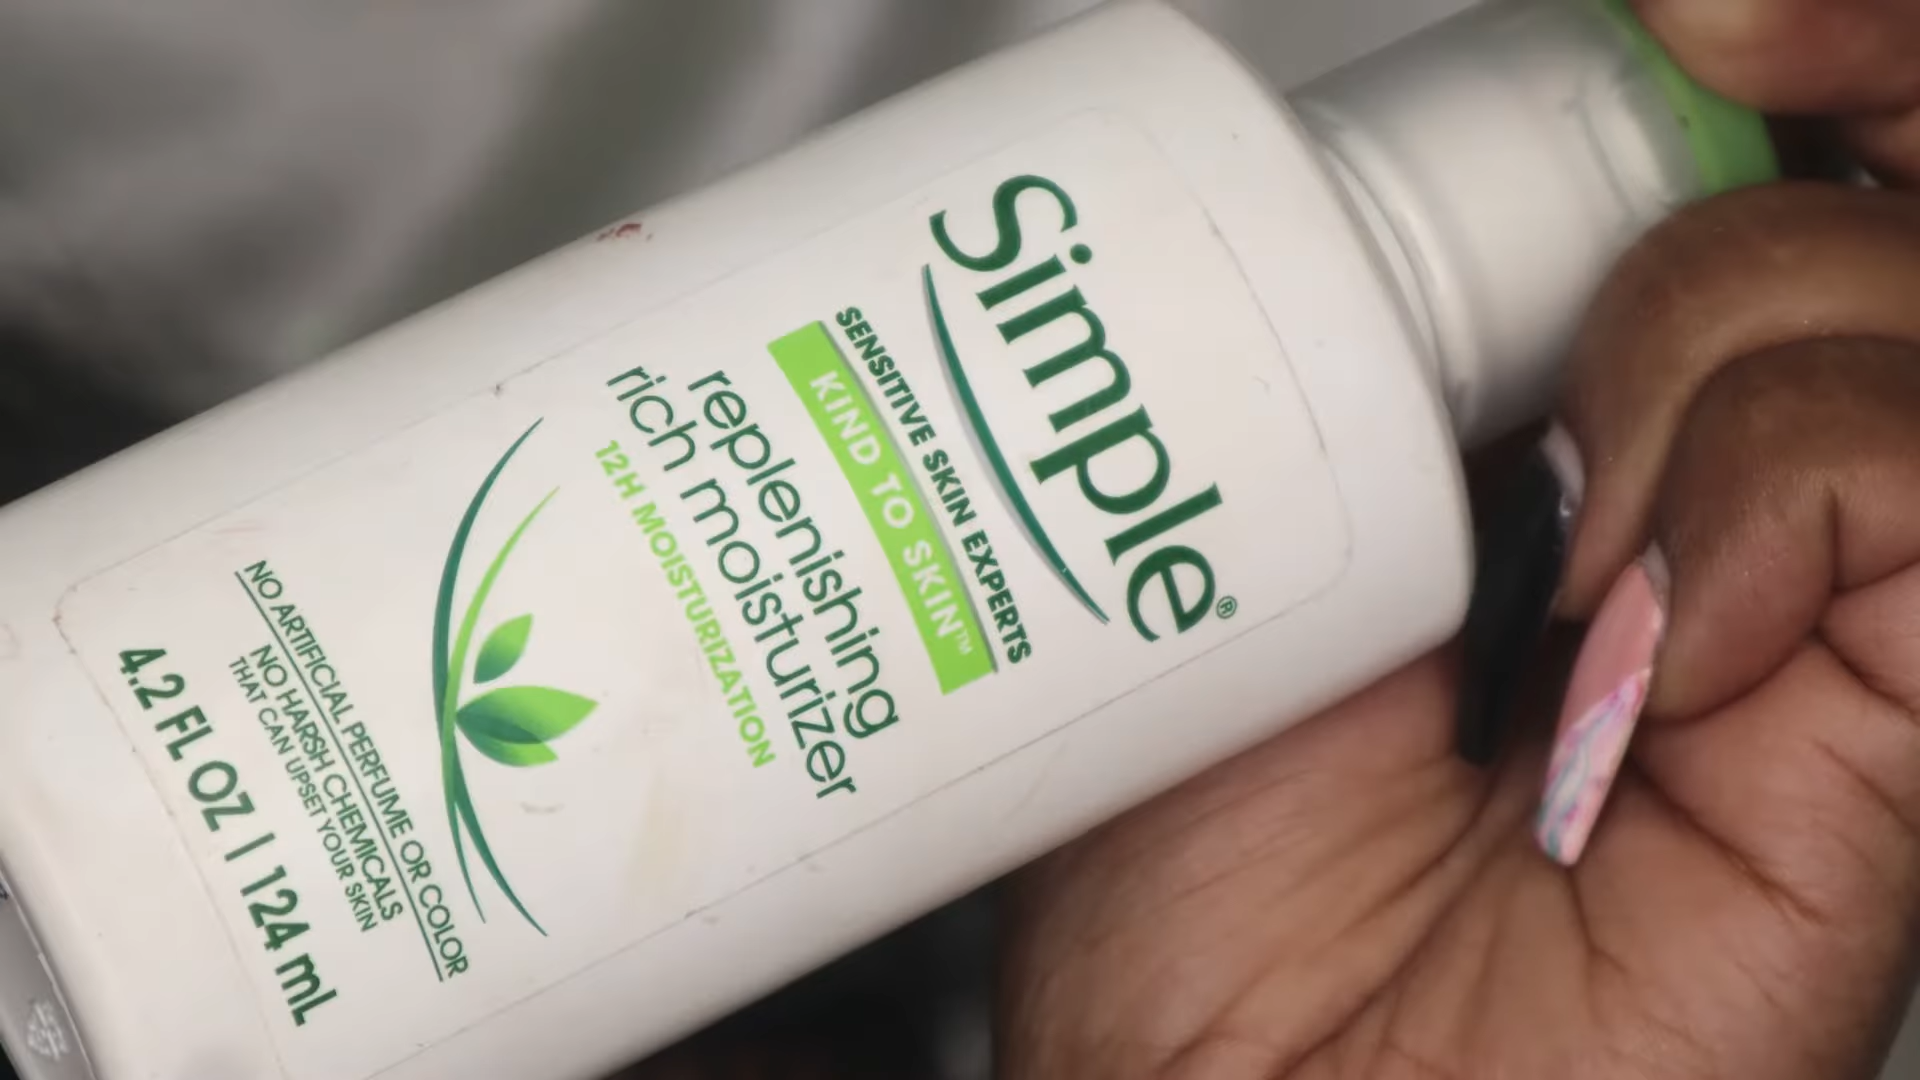 Simple®
SENSITIVE SKIN EXPERTS
KIND TO SKIN™
replenishing
rich moisturizer
12H MOISTURIZATION
NO ARTIFICIAL PERFUME OR COLOR
NO HARSH CHEMICALS
THAT CAN UPSET YOUR SKIN
4.2 FL OZ | 124 mL